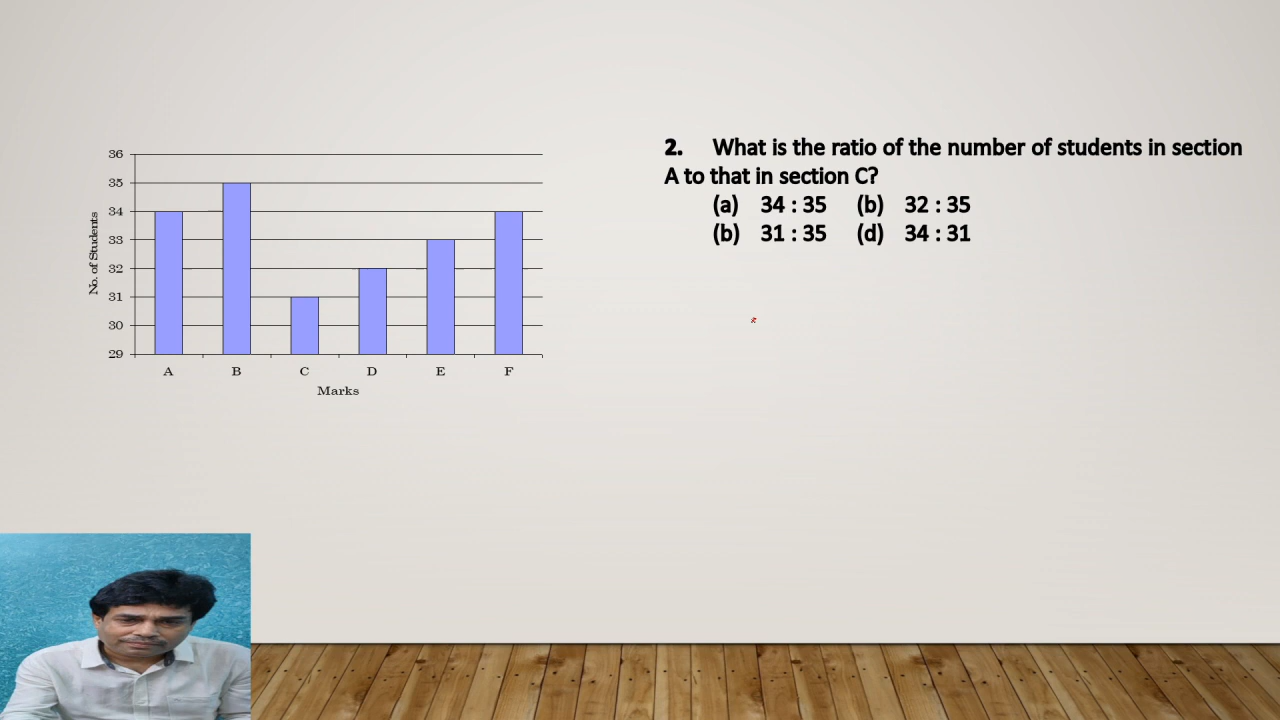 36
35
34
33
32
31
30
29
No. of Students
A B C D E F
Marks
2. What is the ratio of the number of students in section
A to that in section C?
(a) 34 : 35 (b) 32 : 35
(b) 31 : 35 (d) 34 : 31